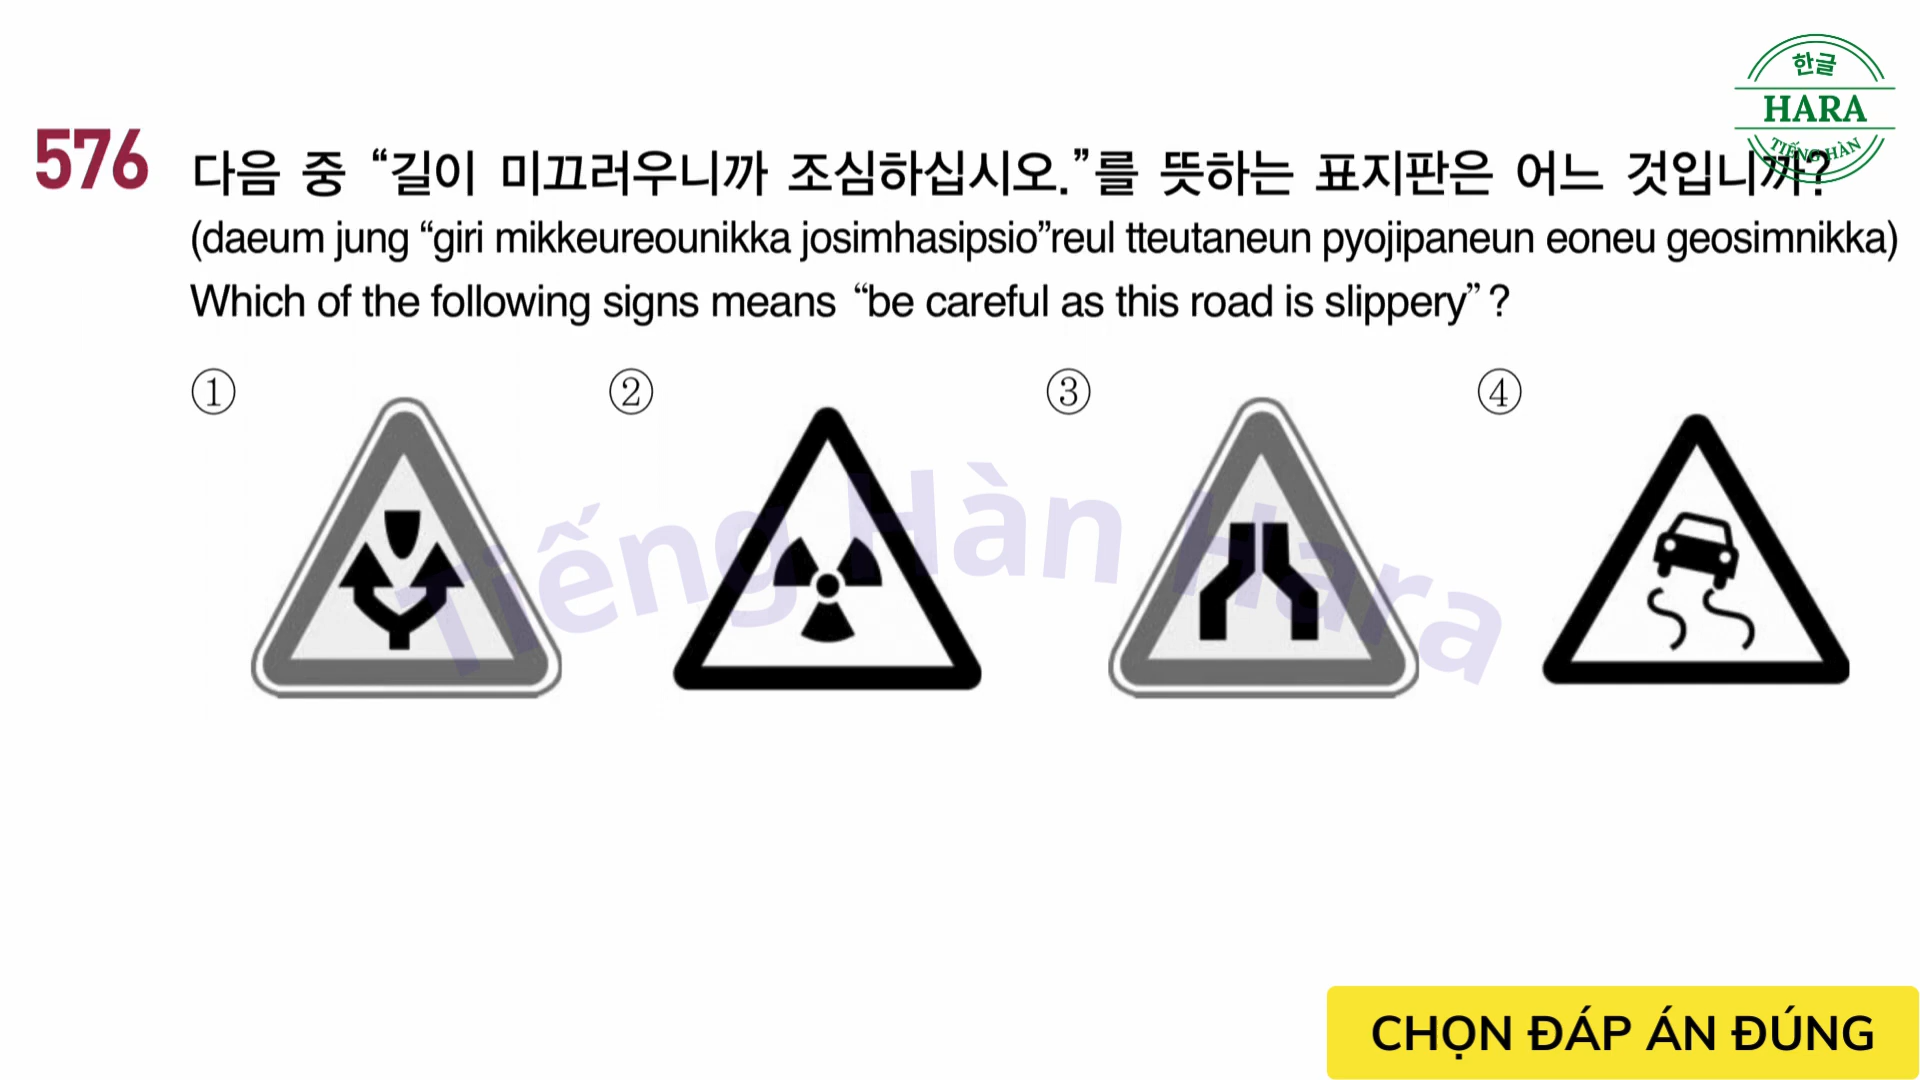 한글
HARA
TIẾNG HÀN
576 다음 중 “길이 미끄러우니까 조심하십시오.”를 뜻하는 표지판은 어느 것입니까?
(daeum jung “giri mikkeureounikka josimhasipsio”reul tteutaneun pyojipaneun eoneu geosimnikka)
Which of the following signs means “be careful as this road is slippery” ?
① ② ③ ④
Tiếng Hàn Hara
CHỌN ĐÁP ÁN ĐÚNG